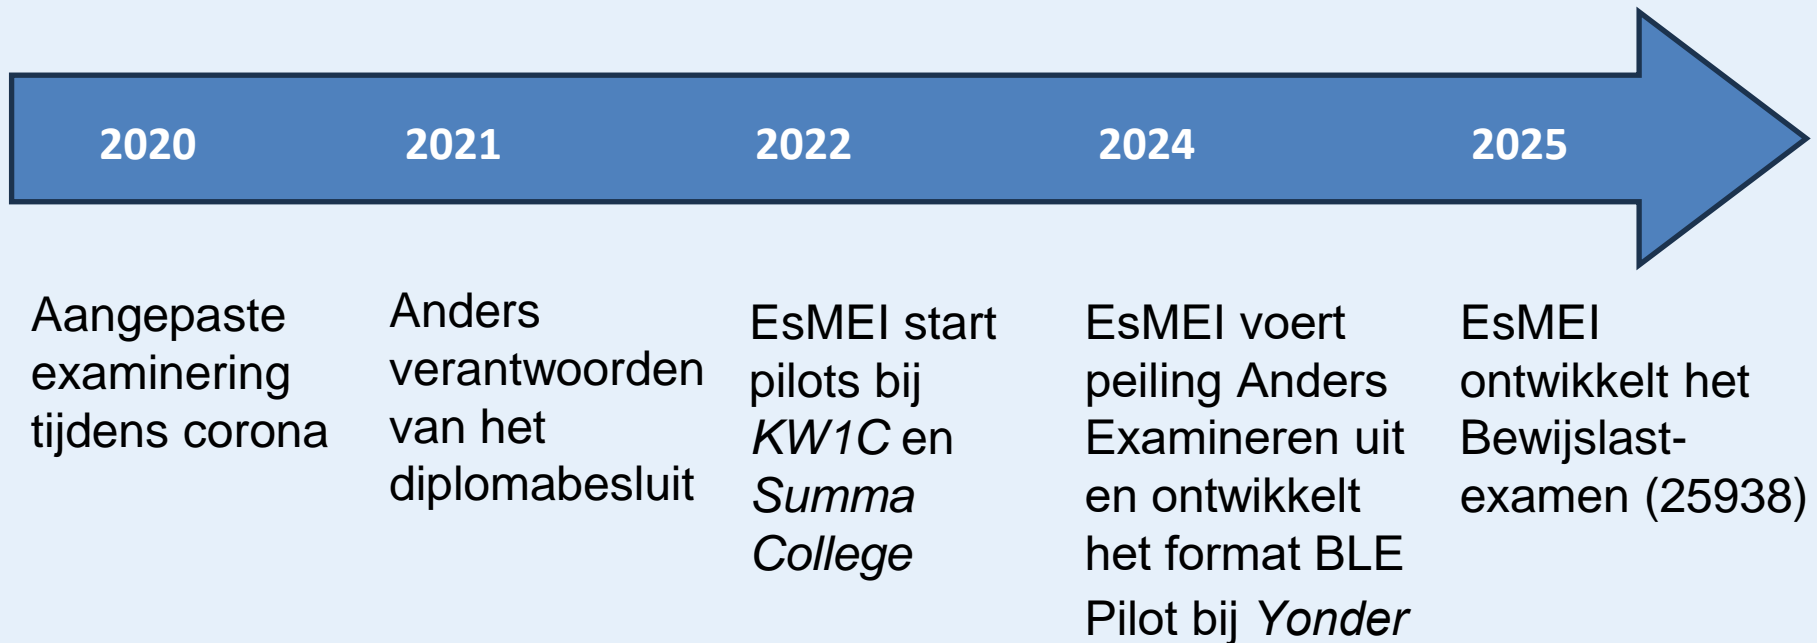 2020
2021
2022
2024
2025
Aangepaste
examinering
tijdens corona
Anders
verantwoorden
van het
diplomabesluit
EsMEI start
pilots bij
KW1C en
Summa
College
EsMEI voert
peiling Anders
Examineren uit
en ontwikkelt
het format BLE
Pilot bij Yonder
EsMEI
ontwikkelt het
Bewijslast-
examen (25938)